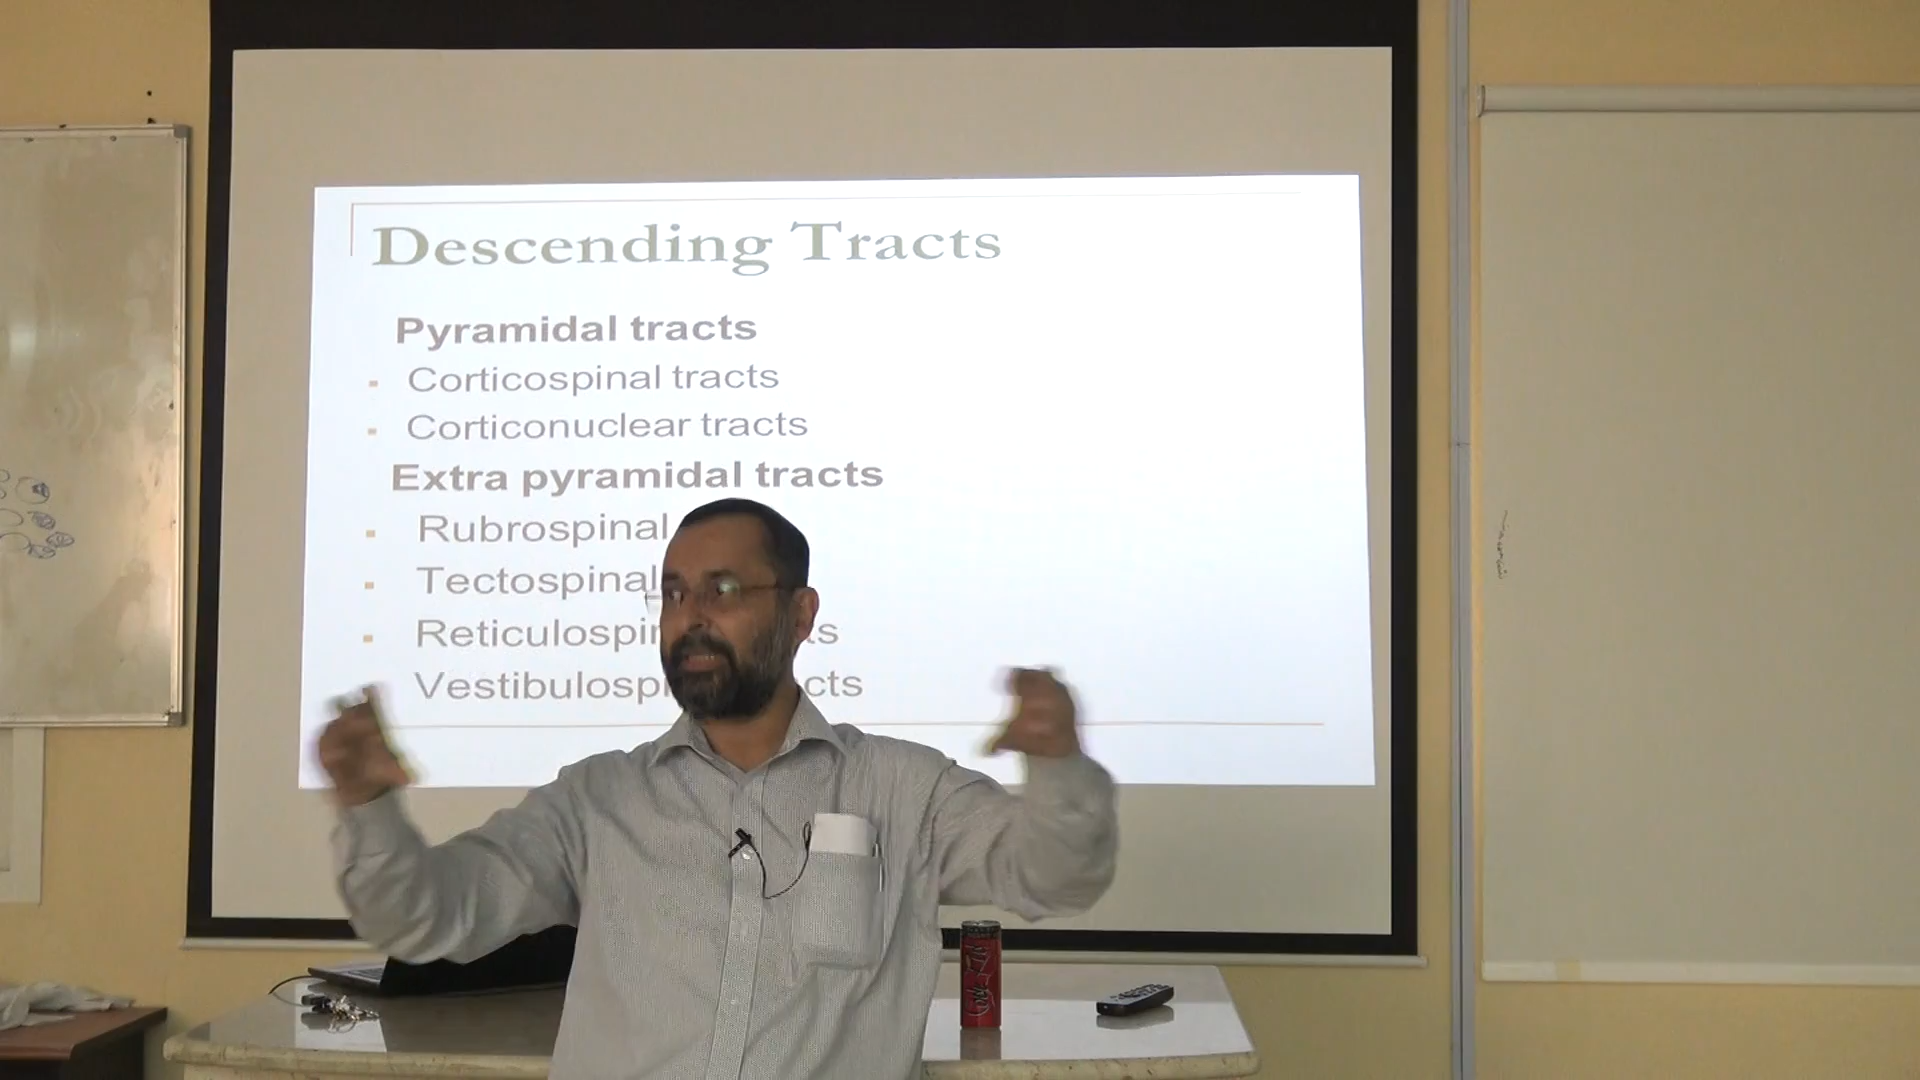 Descending Tracts
Pyramidal tracts
Corticospinal tracts
Corticonuclear tracts
Extra pyramidal tracts
Rubrospinal
Tectospinal